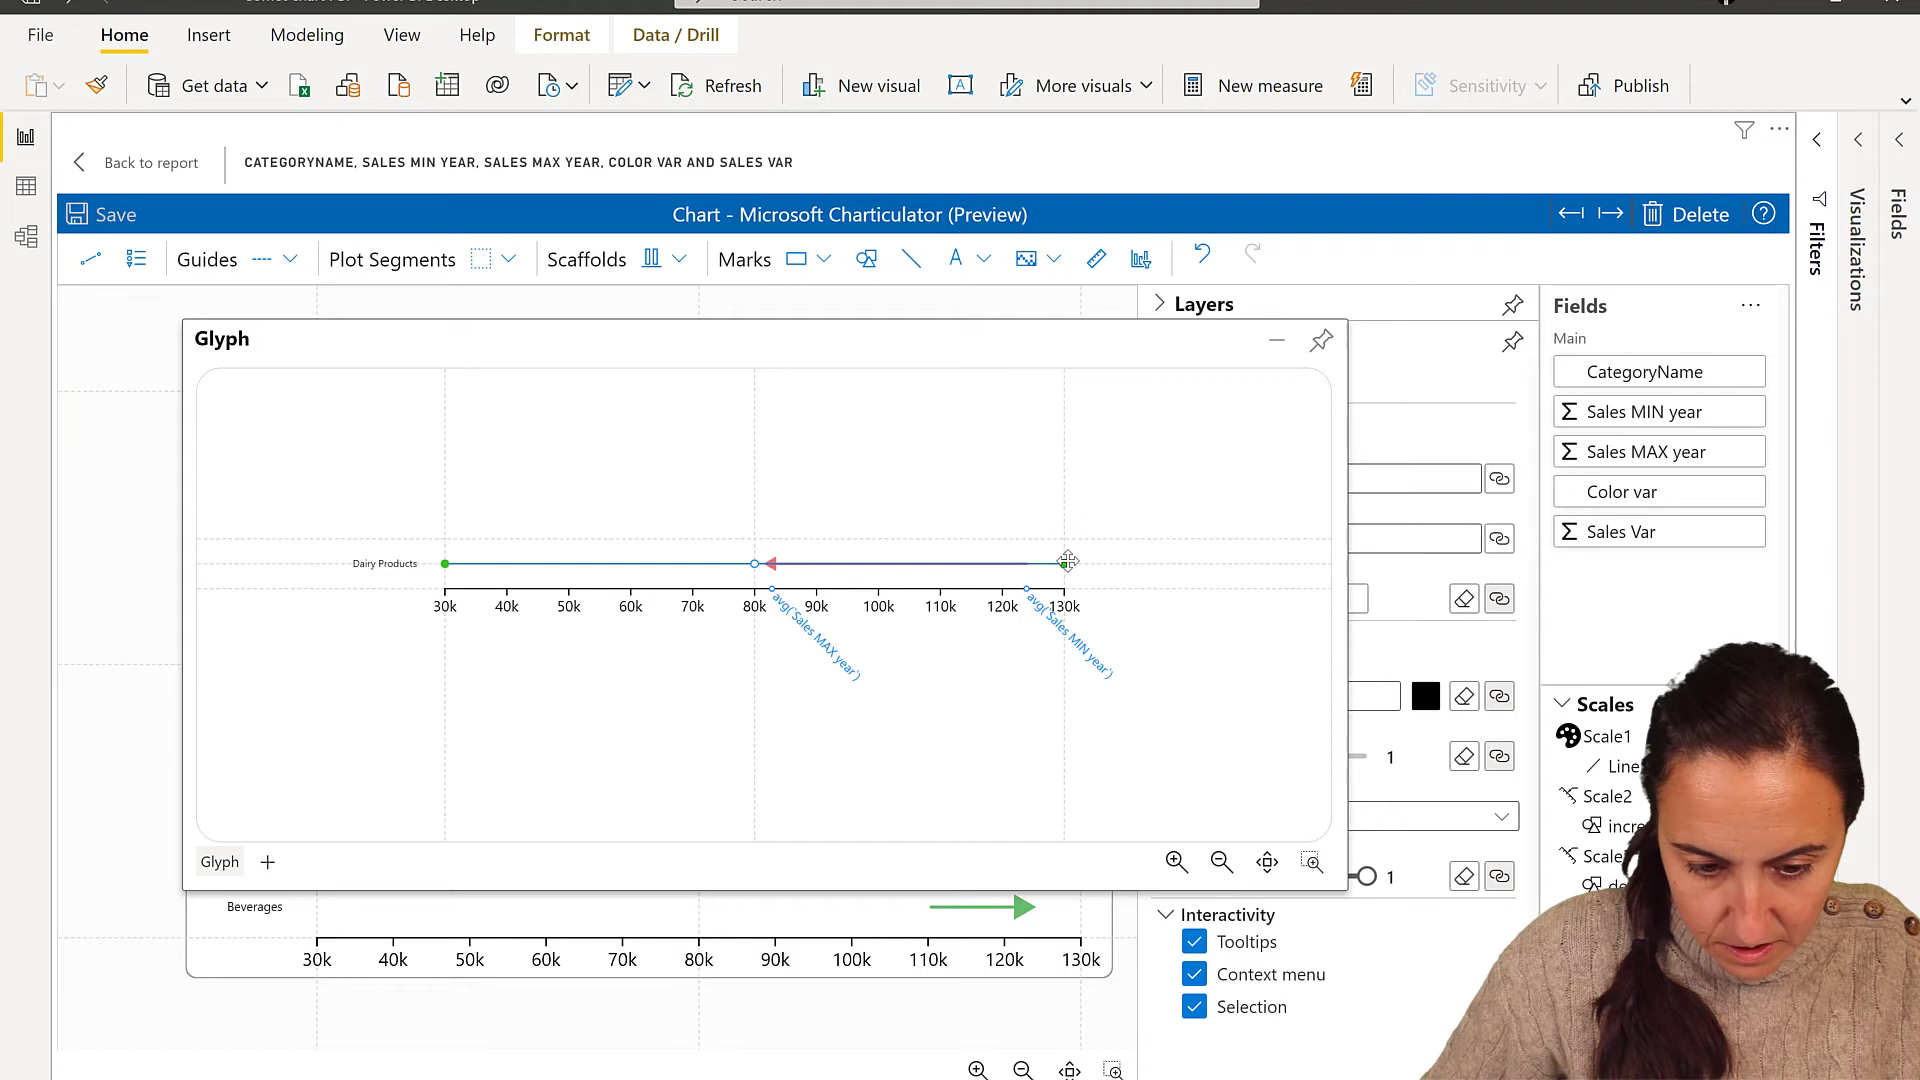 File Home Insert Modeling View Help Format Data / Drill
Get data Refresh New visual More visuals New measure Sensitivity Publish
Back to report CATEGORYNAME, SALES MIN YEAR, SALES MAX YEAR, COLOR VAR AND SALES VAR
Save Chart - Microsoft Charticulator (Preview) Delete
Guides Plot Segments Scaffolds Marks
Layers
Glyph
Dairy Products
30k 40k 50k 60k 70k 80k 90k 100k 110k 120k 130k
avg(`Sales MAX year`)
avg(`Sales MIN year`)
Glyph +
Beverages
30k 40k 50k 60k 70k 80k 90k 100k 110k 120k 130k
1
1
Interactivity
Tooltips
Context menu
Selection
Fields
Main
CategoryName
Σ Sales MIN year
Σ Sales MAX year
Color var
Σ Sales Var
Scales
Scale1
Line
Scale2
Filters
Visualizations
Fields